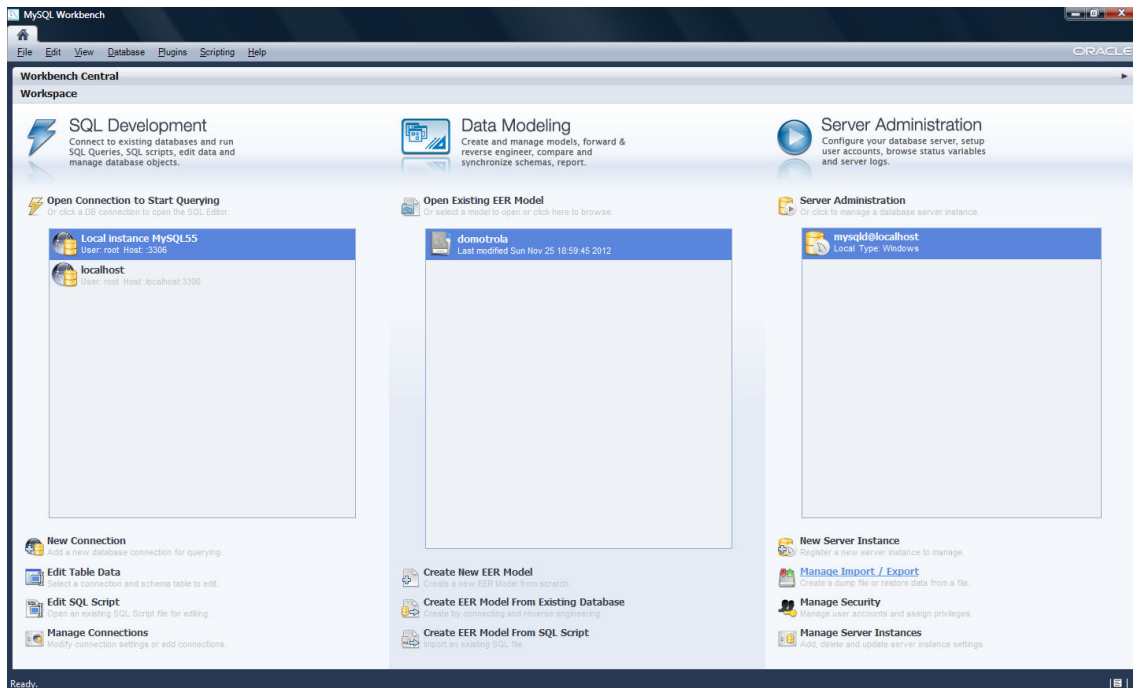 MySQL Workbench
File Edit View Database Plugins Scripting Help
ORACLE
Workbench Central
Workspace
SQL Development
Connect to existing databases and run
SQL Queries, SQL scripts, edit data and
manage database objects.
Open Connection to Start Querying
Or click a DB connection to open the SQL Editor.
Local instance MySQL55
User: root Host: :3306
localhost
User: root Host: localhost:3306
New Connection
Add a new database connection for querying.
Edit Table Data
Select a connection and schema table to edit.
Edit SQL Script
Open an existing SQL Script file for editing.
Manage Connections
Modify connection settings or add connections.
Data Modeling
Create and manage models, forward &
reverse engineer, compare and
synchronize schemas, report.
Open Existing EER Model
Or select a model to open or click here to browse.
domotrola
Last modified Sun Nov 25 18:59:45 2012
Create New EER Model
Create a new EER Model from scratch.
Create EER Model From Existing Database
Create by connecting and reverse engineering.
Create EER Model From SQL Script
Import an existing SQL file.
Server Administration
Configure your database server, setup
user accounts, browse status variables
and server logs.
Server Administration
Or click to manage a database server instance.
mysqld@localhost
Local Type: Windows
New Server Instance
Register a new server instance to manage.
Manage Import / Export
Create a dump file or restore data from a file.
Manage Security
Manage user accounts and assign privileges.
Manage Server Instances
Add, delete and update server instance settings.
Ready.